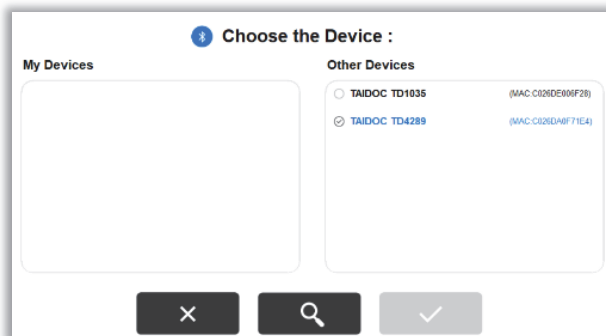 Choose the Device :
My Devices
Other Devices
TAIDOC TD1035 (MAC:C026DE006F28)
TAIDOC TD4289 (MAC:C026DA0F71E4)